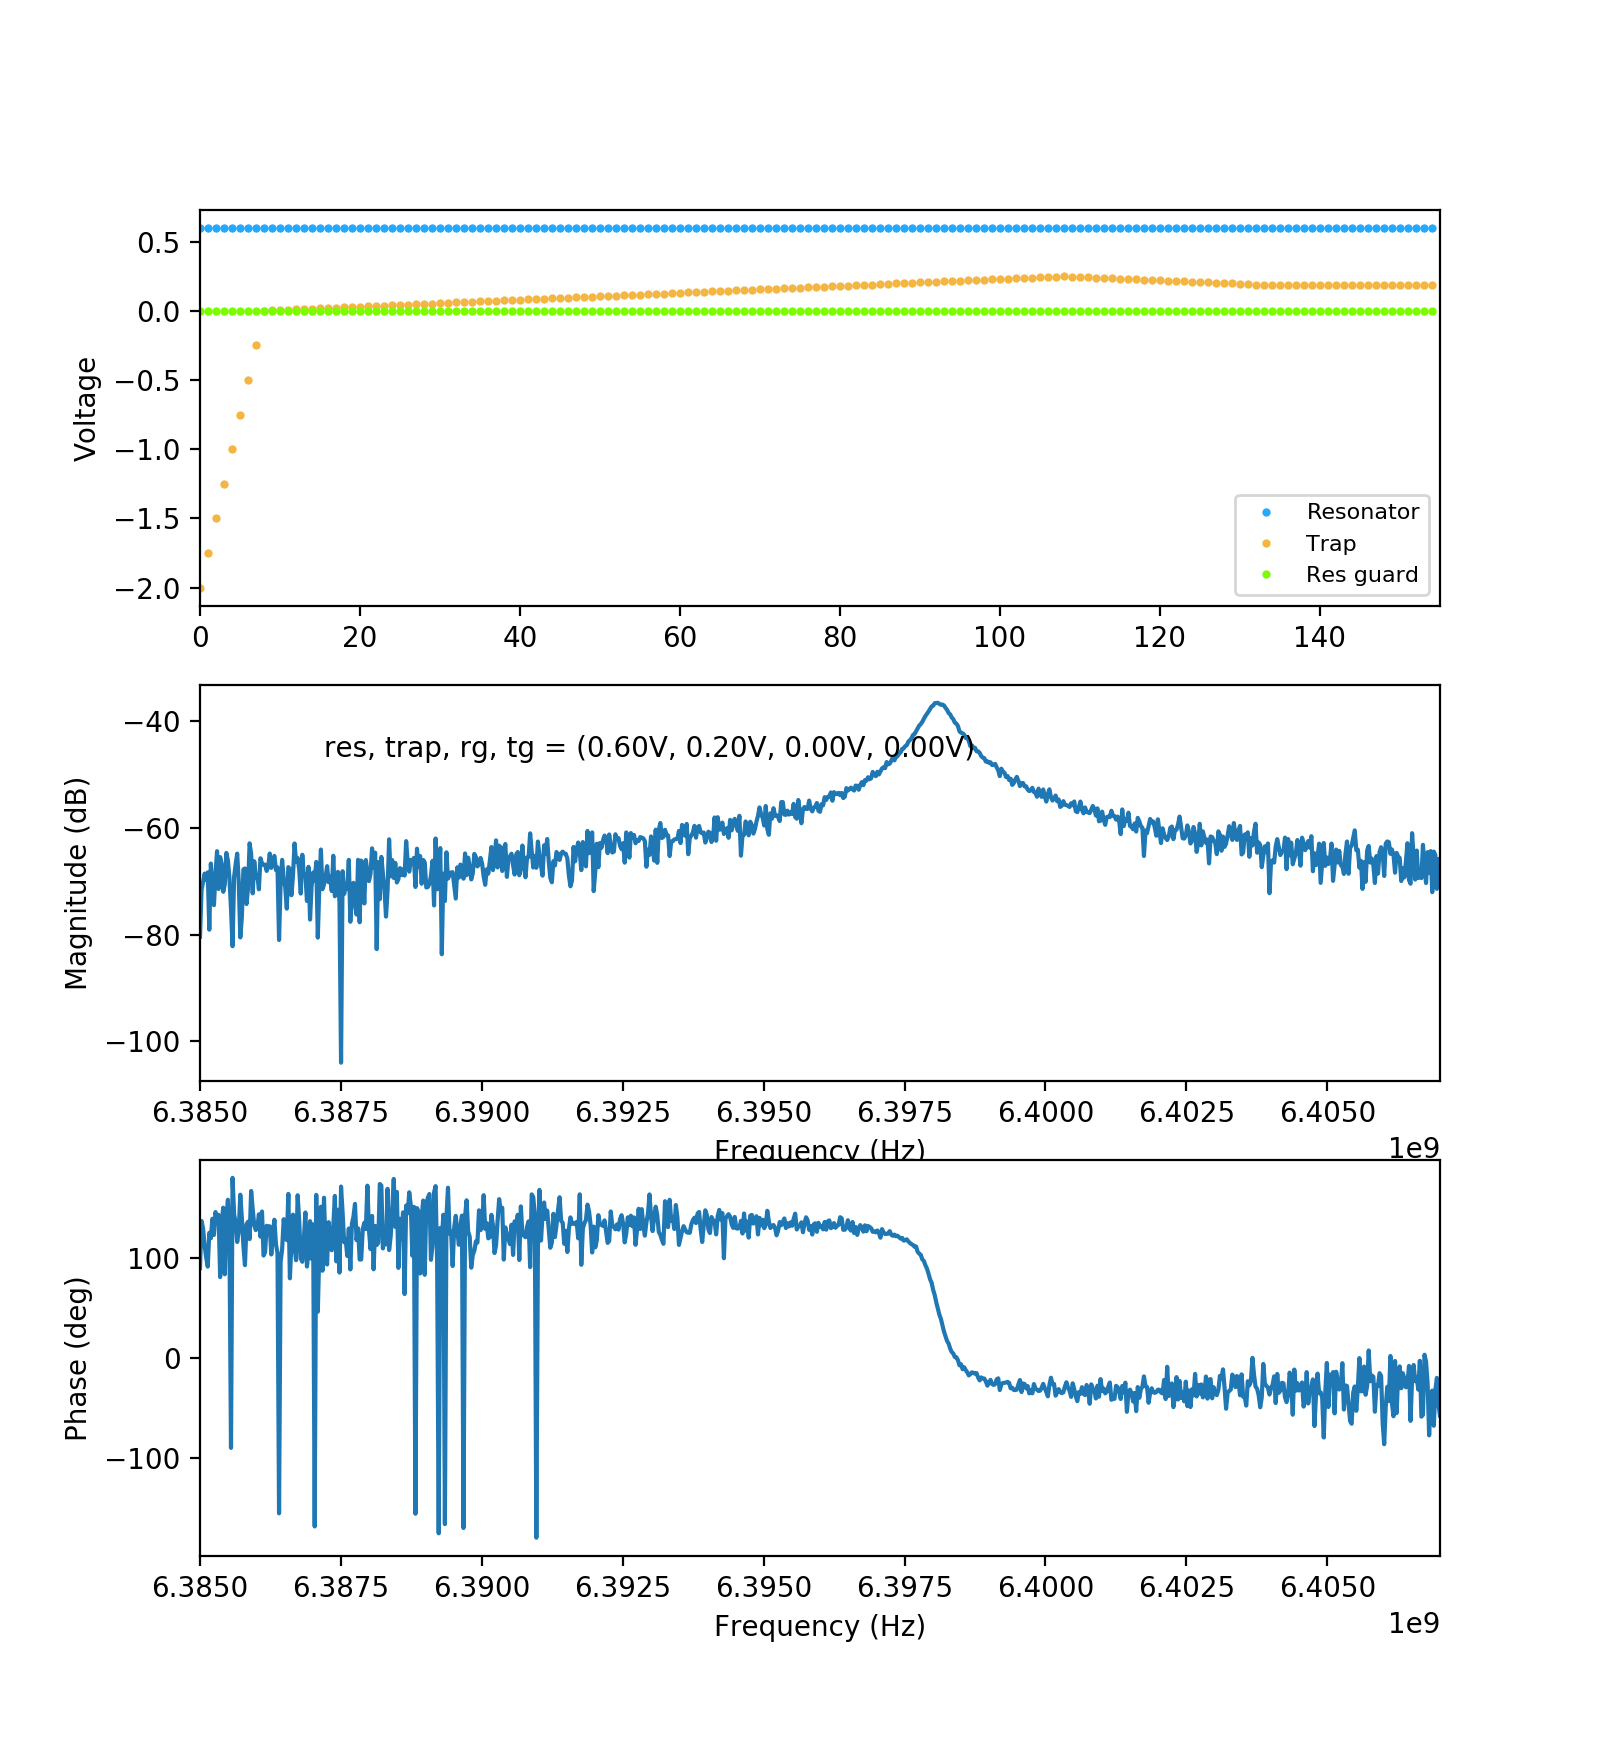 0.5
0.0
−0.5
−1.0
−1.5
−2.0
Voltage
Resonator
Trap
Res guard
0 20 40 60 80 100 120 140
−40
−60
−80
−100
Magnitude (dB)
res, trap, rg, tg = (0.60V, 0.20V, 0.00V, 0.00V)
6.3850 6.3875 6.3900 6.3925 6.3950 6.3975 6.4000 6.4025 6.4050
Frequency (Hz)
1e9
100
0
−100
Phase (deg)
6.3850 6.3875 6.3900 6.3925 6.3950 6.3975 6.4000 6.4025 6.4050
Frequency (Hz)
1e9